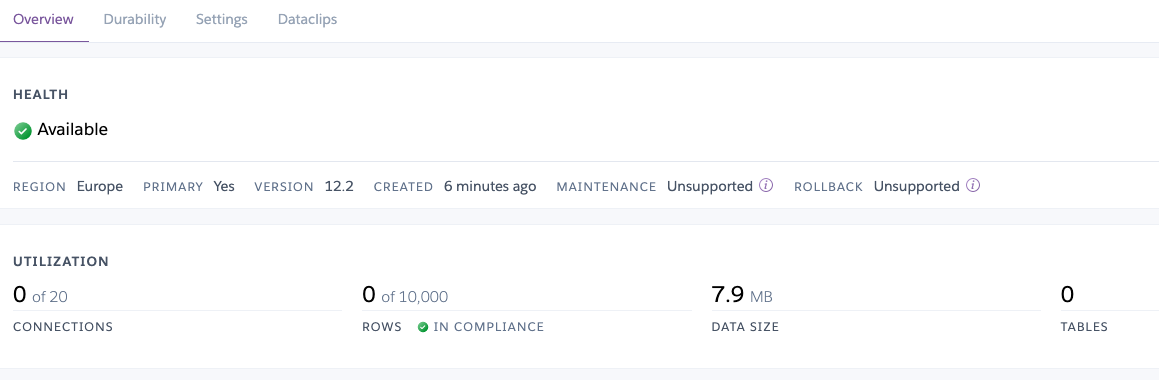 Overview Durability Settings Dataclips
HEALTH
Available
REGION Europe PRIMARY Yes VERSION 12.2 CREATED 6 minutes ago MAINTENANCE Unsupported i ROLLBACK Unsupported i
UTILIZATION
0 of 20 0 of 10,000 7.9 MB 0
CONNECTIONS ROWS IN COMPLIANCE DATA SIZE TABLES